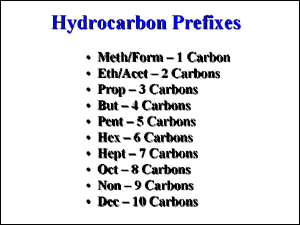 Hydrocarbon Prefixes
• Meth/Form – 1 Carbon
• Eth/Acet – 2 Carbons
• Prop – 3 Carbons
• But – 4 Carbons
• Pent – 5 Carbons
• Hex – 6 Carbons
• Hept – 7 Carbons
• Oct – 8 Carbons
• Non – 9 Carbons
• Dec – 10 Carbons